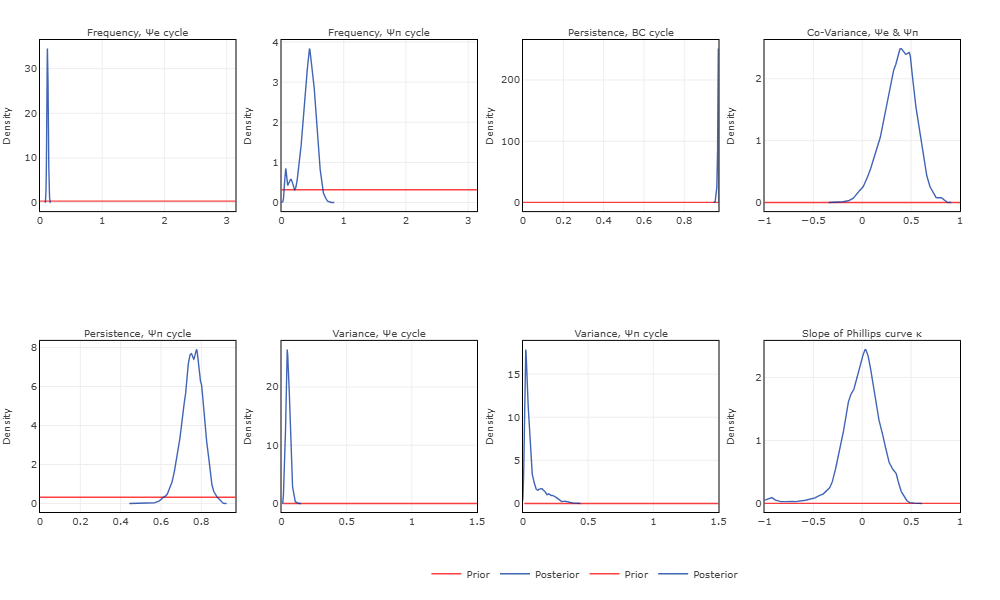 Frequency, Ψe cycle
Density
30
20
10
0
0 1 2 3
Frequency, Ψπ cycle
Density
4
3
2
1
0
0 1 2 3
Persistence, BC cycle
Density
200
100
0
0 0.2 0.4 0.6 0.8
Co-Variance, Ψe & Ψπ
Density
2
1
0
−1 −0.5 0 0.5 1
Persistence, Ψπ cycle
Density
8
6
4
2
0
0 0.2 0.4 0.6 0.8
Variance, Ψe cycle
Density
20
10
0
0 0.5 1 1.5
Variance, Ψπ cycle
Density
15
10
5
0
0 0.5 1 1.5
Slope of Phillips curve κ
Density
2
1
0
−1 −0.5 0 0.5 1
Prior Posterior Prior Posterior